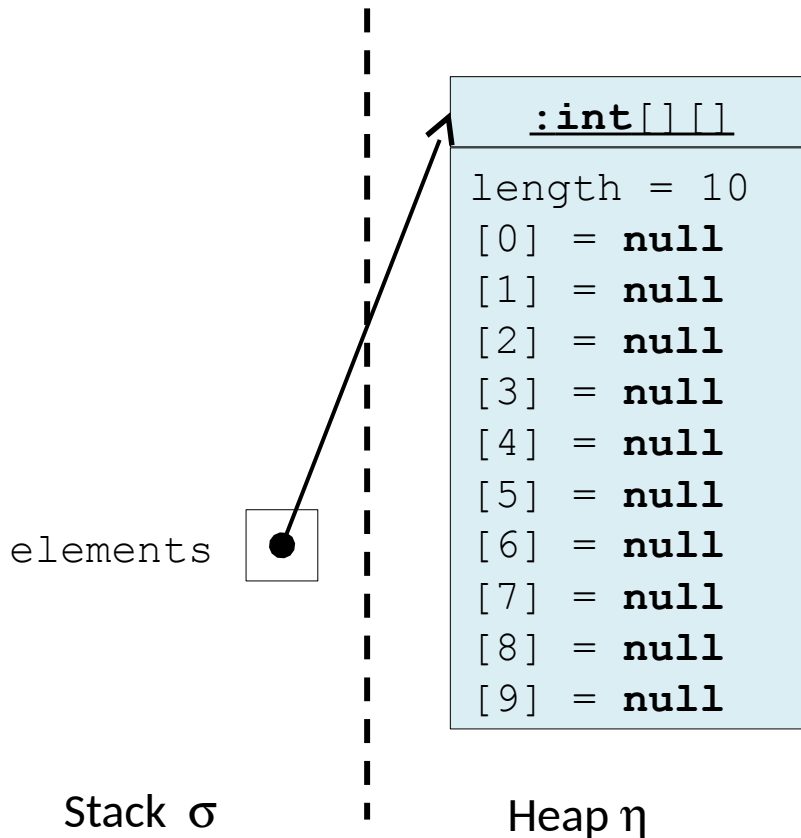 :int[][]
length = 10
[0] = null
[1] = null
[2] = null
[3] = null
[4] = null
[5] = null
[6] = null
[7] = null
[8] = null
[9] = null
elements
Stack σ
Heap η